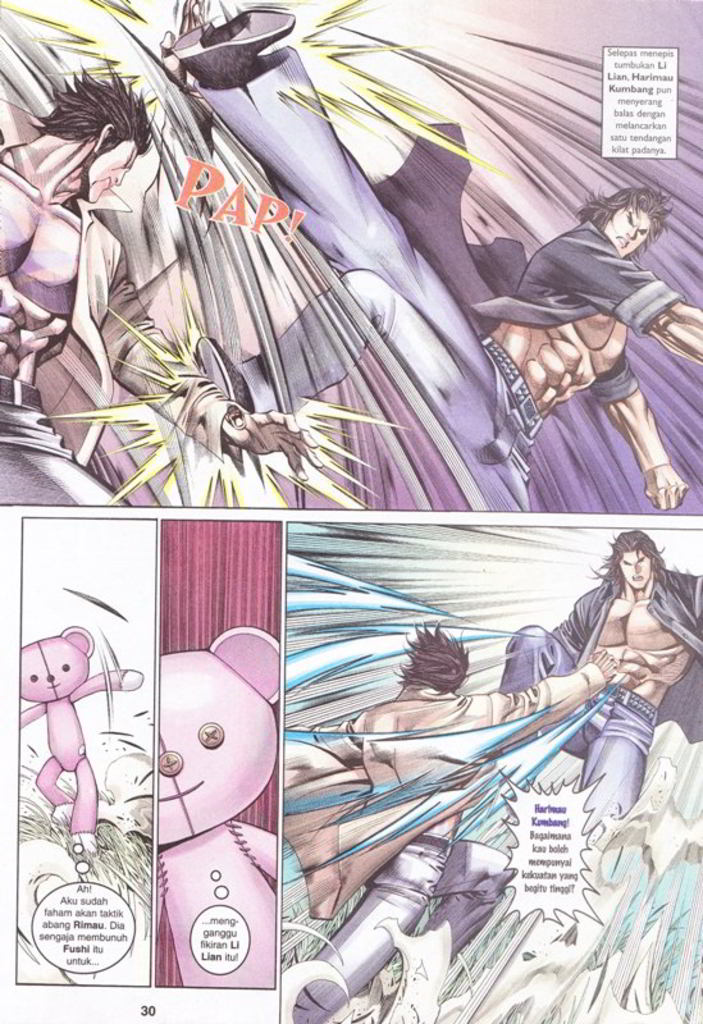 Selepas menepis
tumbukan Li
Lian, Harimau
Kumbang pun
menyerang
balas dengan
melancarkan
satu tendangan
kilat padanya.
PAP!
Ah!
Aku sudah
faham akan taktik
abang Rimau. Dia
sengaja membunuh
Fushi itu
untuk...
...meng-
ganggu
fikiran Li
Lian itu!
Harimau
Kumbang!
Bagaimana
kau boleh
mempunyai
kekuatan yang
begitu tinggi?
30